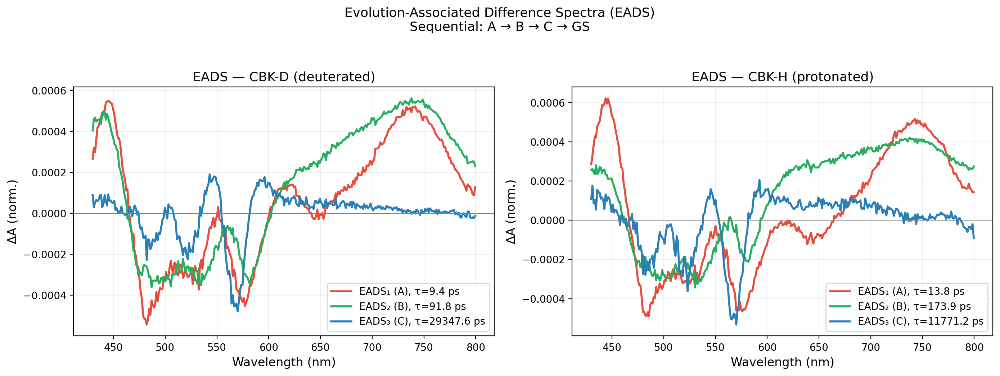 Evolution-Associated Difference Spectra (EADS)
Sequential: A → B → C → GS
EADS — CBK-D (deuterated)
0.0006
0.0004
0.0002
0.0000
−0.0002
−0.0004
ΔA (norm.)
450 500 550 600 650 700 750 800
Wavelength (nm)
EADS₁ (A), τ=9.4 ps
EADS₂ (B), τ=91.8 ps
EADS₃ (C), τ=29347.6 ps
EADS — CBK-H (protonated)
0.0006
0.0004
0.0002
0.0000
−0.0002
−0.0004
ΔA (norm.)
450 500 550 600 650 700 750 800
Wavelength (nm)
EADS₁ (A), τ=13.8 ps
EADS₂ (B), τ=173.9 ps
EADS₃ (C), τ=11771.2 ps